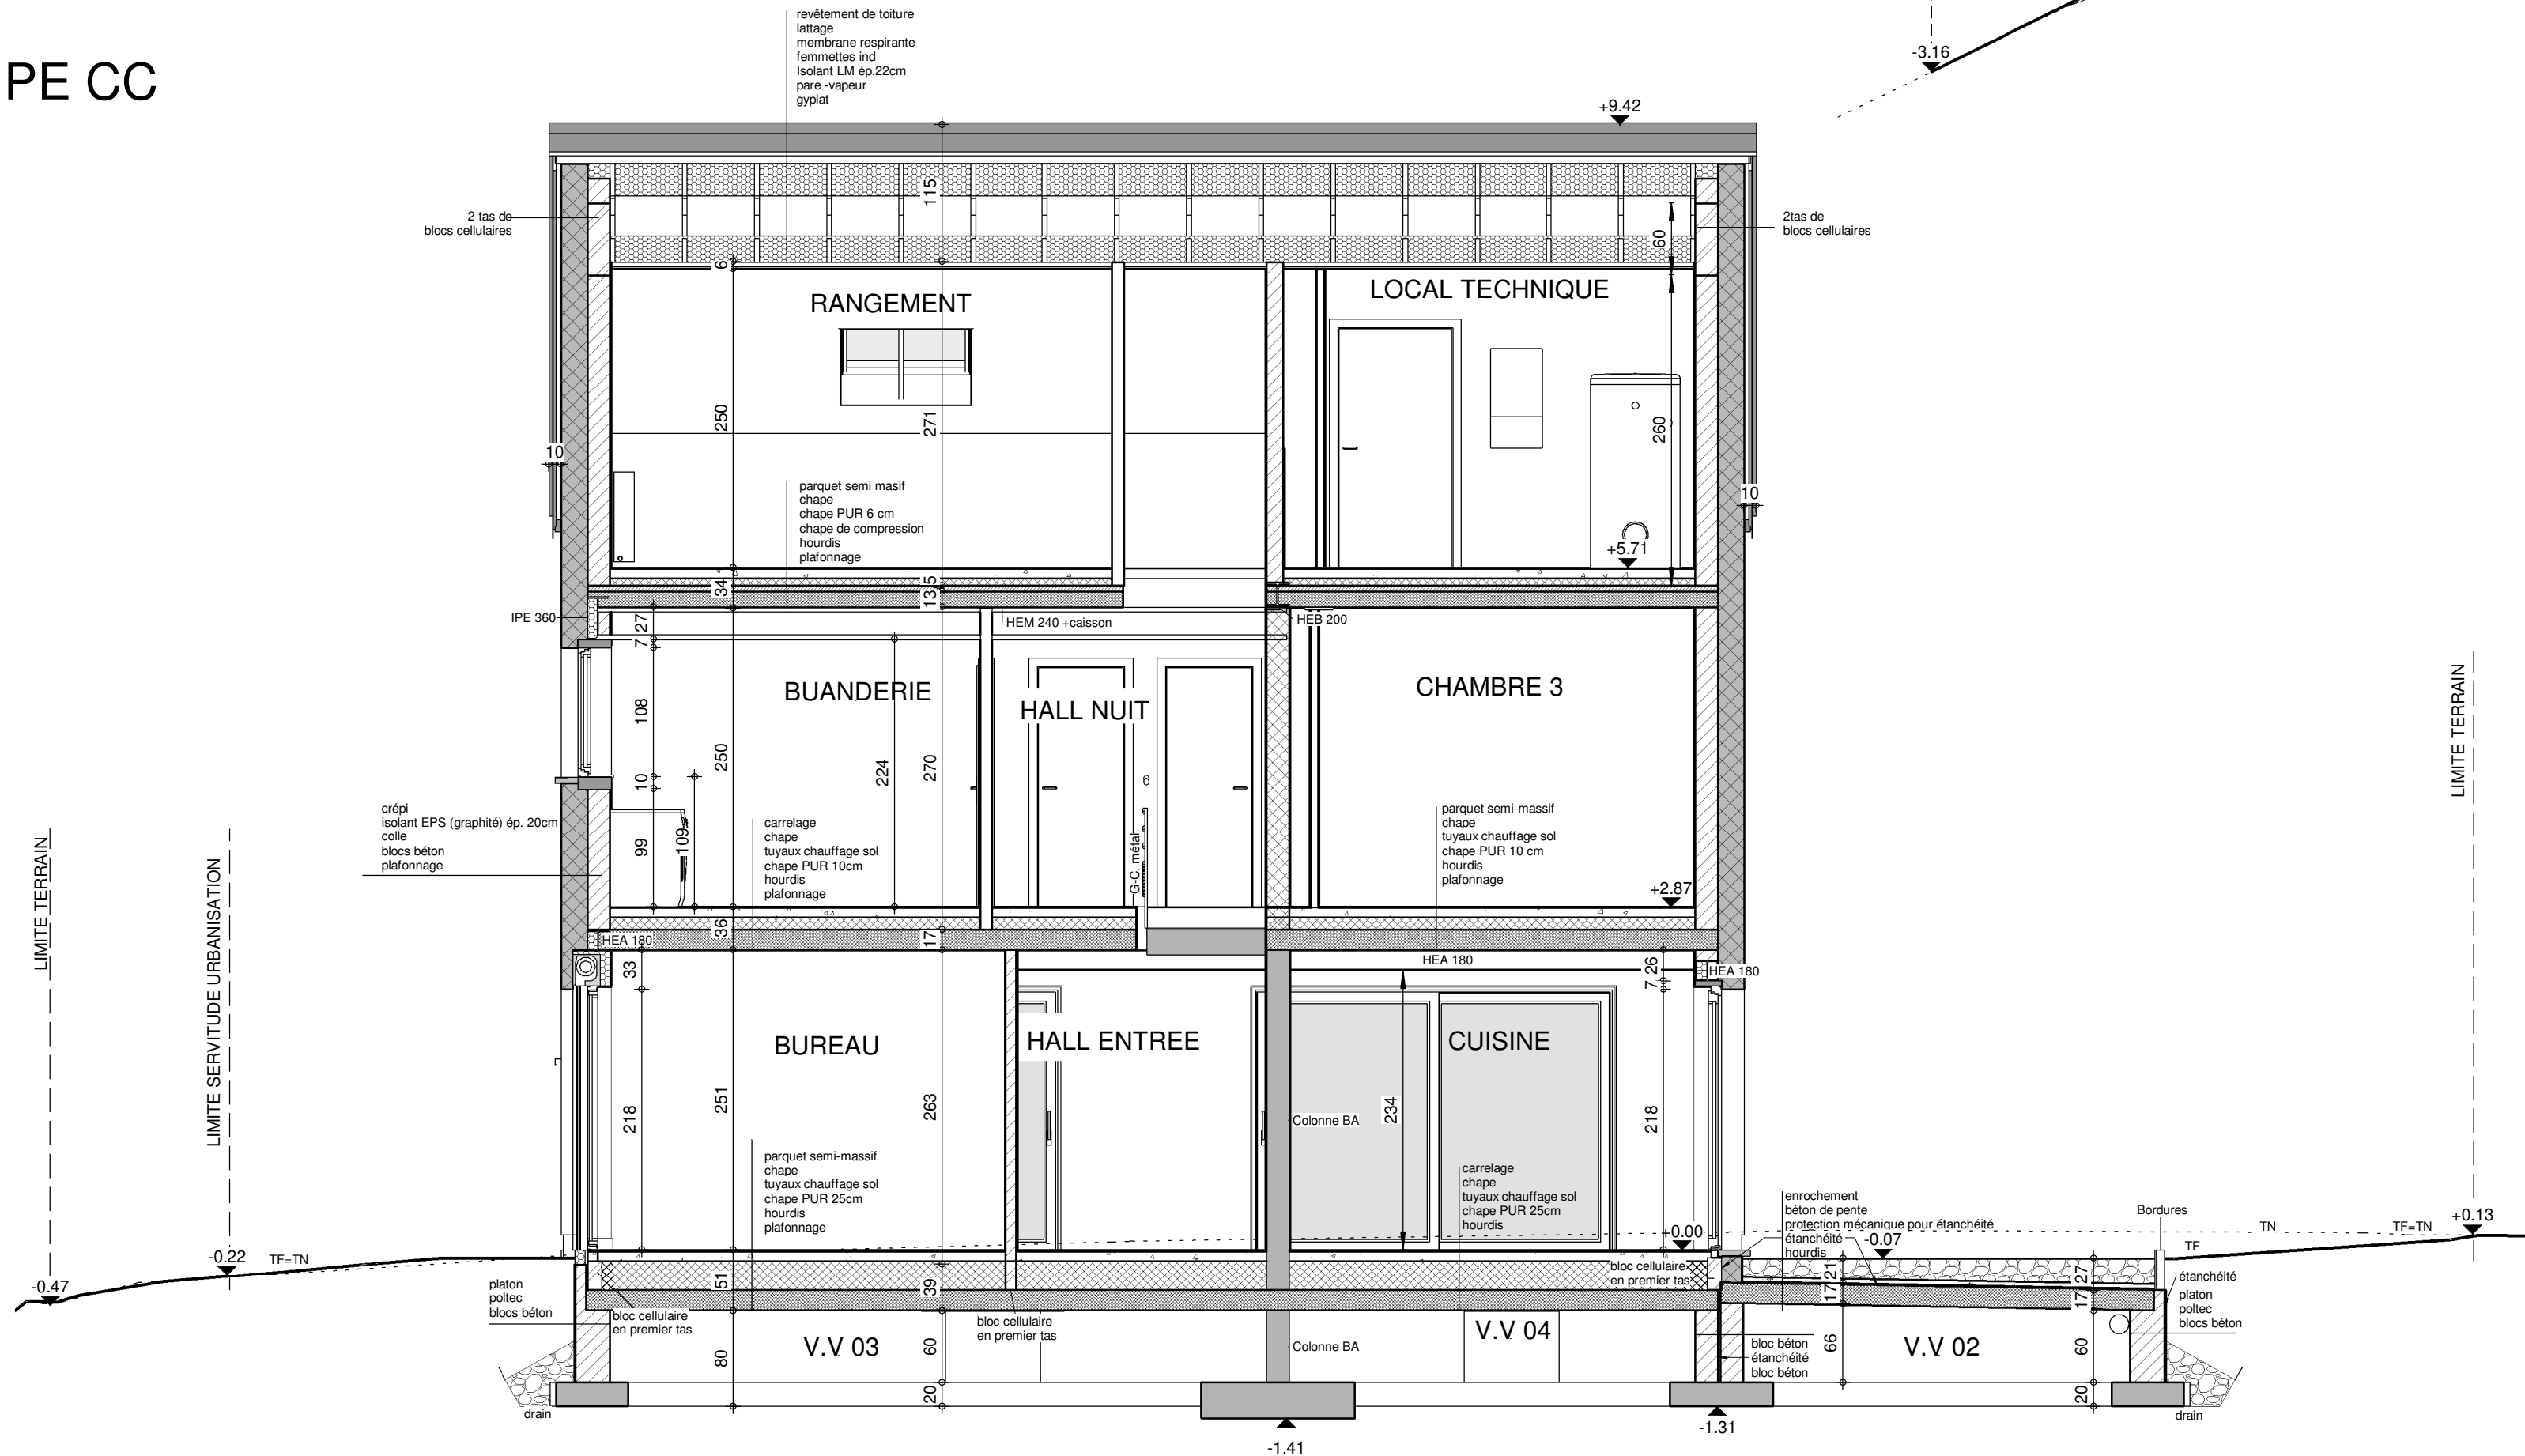 PE CC
revêtement de toiture
lattage
membrane respirante
femmettes ind
Isolant LM ép.22cm
pare -vapeur
gyplat
-3.16
+9.42
2 tas de
blocs cellulaires
115
60
2tas de
blocs cellulaires
6
RANGEMENT
LOCAL TECHNIQUE
250
271
260
10
10
parquet semi masif
chape
chape PUR 6 cm
chape de compression
hourdis
plafonnage
+5.71
34
13,5
IPE 360
27
7
HEM 240 +caisson
HEB 200
BUANDERIE
HALL NUIT
CHAMBRE 3
108
250
224
270
10
99
109
G-C. métal
LIMITE TERRAIN
crépi
isolant EPS (graphité) ép. 20cm
colle
blocs béton
plafonnage
carrelage
chape
tuyaux chauffage sol
chape PUR 10cm
hourdis
plafonnage
parquet semi-massif
chape
tuyaux chauffage sol
chape PUR 10 cm
hourdis
plafonnage
+2.87
LIMITE TERRAIN
LIMITE SERVITUDE URBANISATION
36
17
HEA 180
33
HEA 180
26
7
HEA 180
BUREAU
HALL ENTREE
CUISINE
218
251
263
Colonne BA
234
218
parquet semi-massif
chape
tuyaux chauffage sol
chape PUR 25cm
hourdis
plafonnage
carrelage
chape
tuyaux chauffage sol
chape PUR 25cm
hourdis
+0.00
enrochement
béton de pente
protection mécanique pour étanchéité
étanchéité
hourdis
-0.07
Bordures
TN
TF=TN
+0.13
TF
-0.47
-0.22
TF=TN
platon
poltec
blocs béton
51
39
bloc cellulaire
en premier tas
21
17
27
17
étanchéité
platon
poltec
blocs béton
bloc cellulaire
en premier tas
bloc cellulaire
en premier tas
V.V 03
V.V 04
V.V 02
80
60
Colonne BA
bloc béton
étanchéité
bloc béton
66
60
20
20
drain
drain
-1.41
-1.31